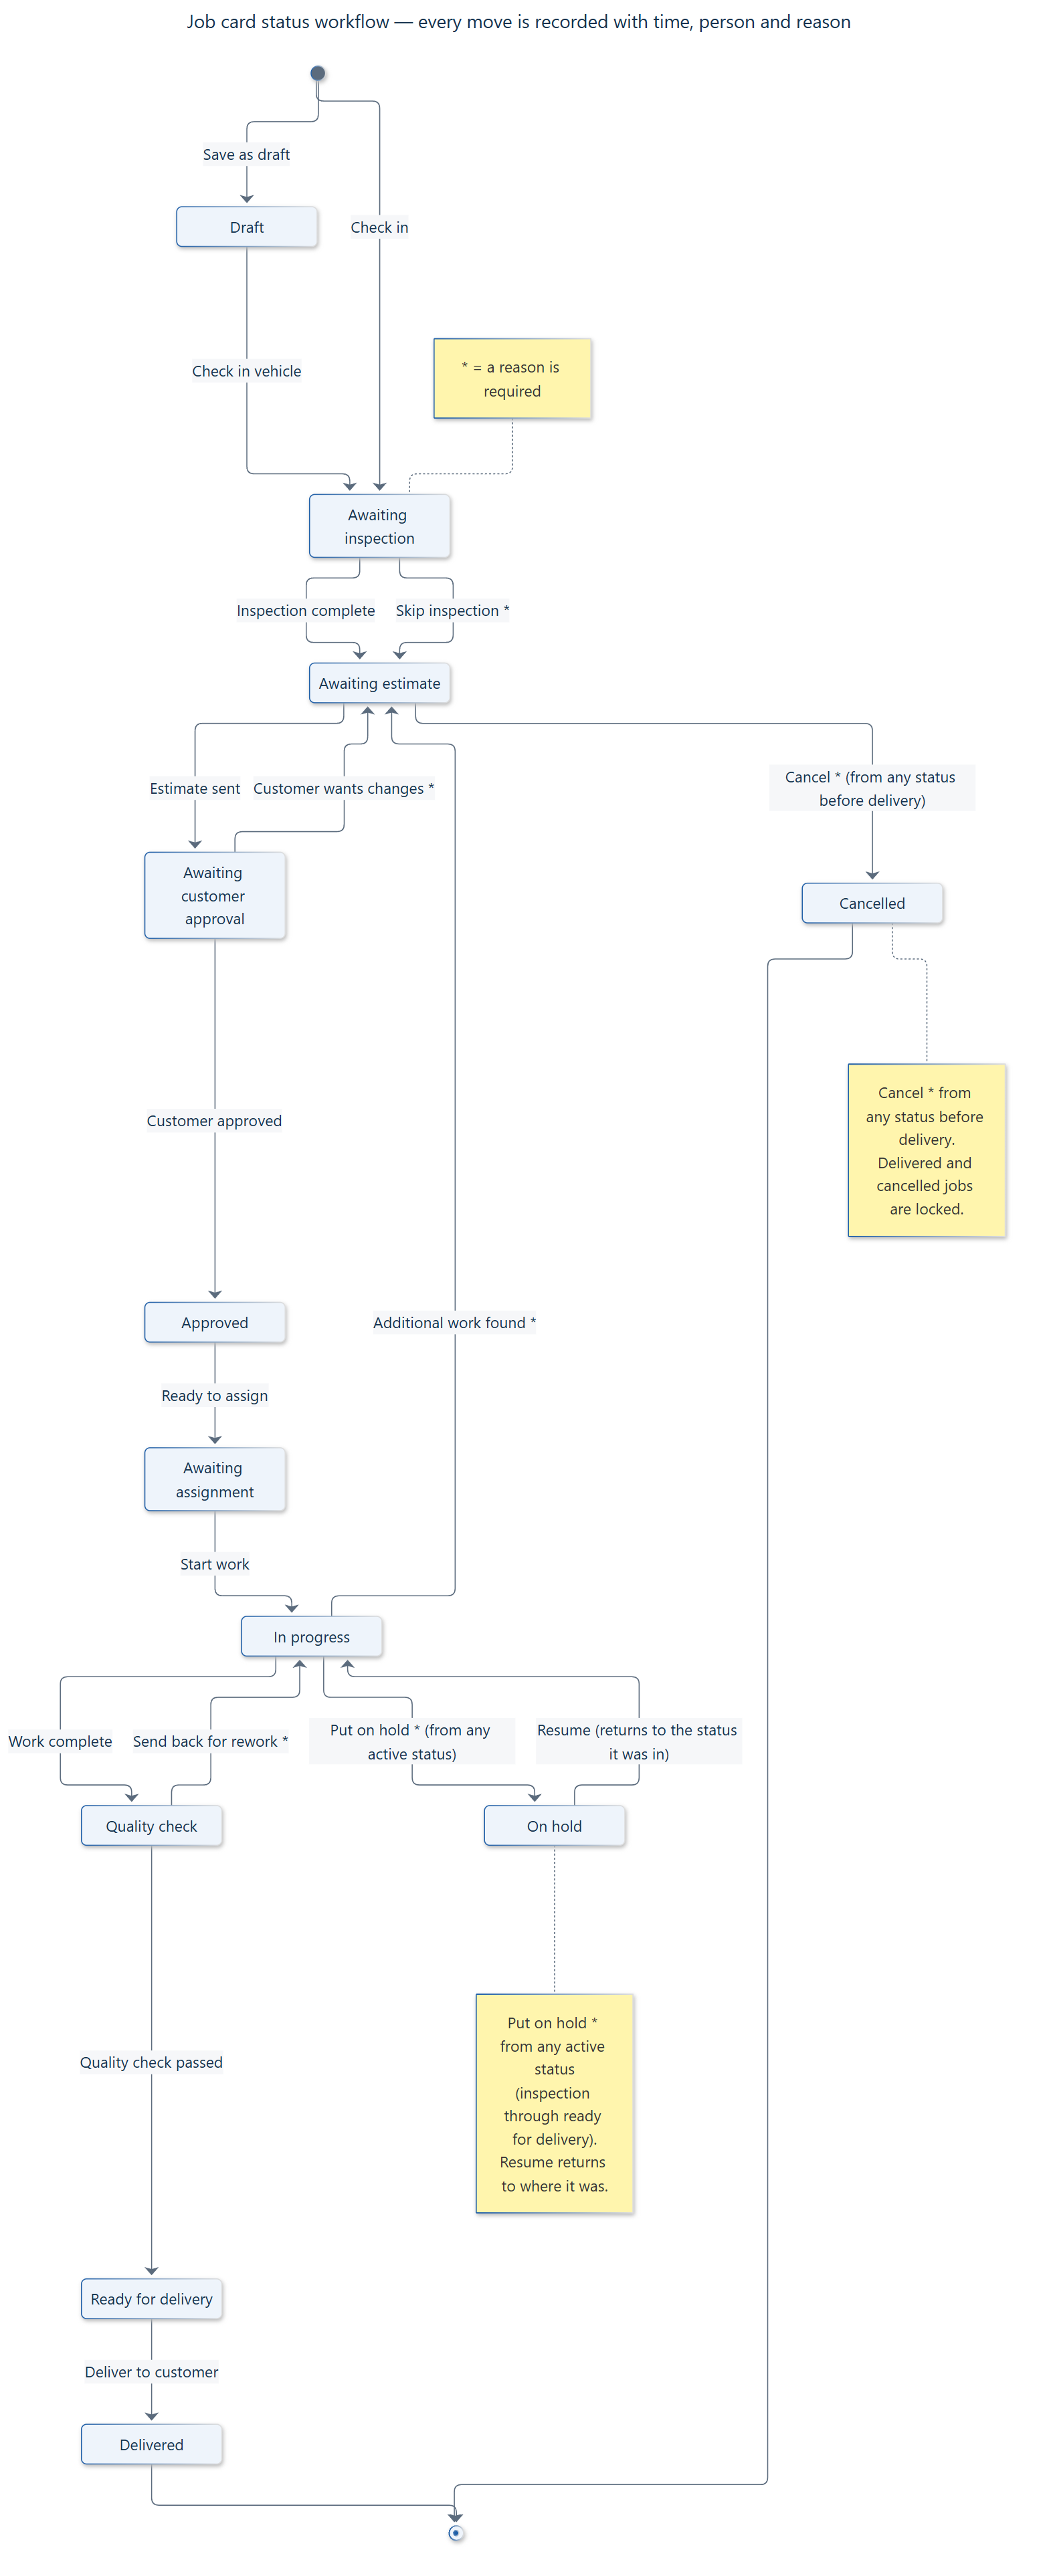 Job card status workflow — every move is recorded with time, person and reason
Save as draft
Draft
Check in
Check in vehicle
* = a reason is
required
Awaiting
inspection
Inspection complete
Skip inspection *
Awaiting estimate
Estimate sent
Customer wants changes *
Cancel * (from any status
before delivery)
Awaiting
customer
approval
Cancelled
Cancel * from
any status before
delivery.
Delivered and
cancelled jobs
are locked.
Customer approved
Approved
Additional work found *
Ready to assign
Awaiting
assignment
Start work
In progress
Work complete
Send back for rework *
Put on hold * (from any
active status)
Resume (returns to the status
it was in)
Quality check
On hold
Put on hold *
from any active
status
(inspection
through ready
for delivery).
Resume returns
to where it was.
Quality check passed
Ready for delivery
Deliver to customer
Delivered